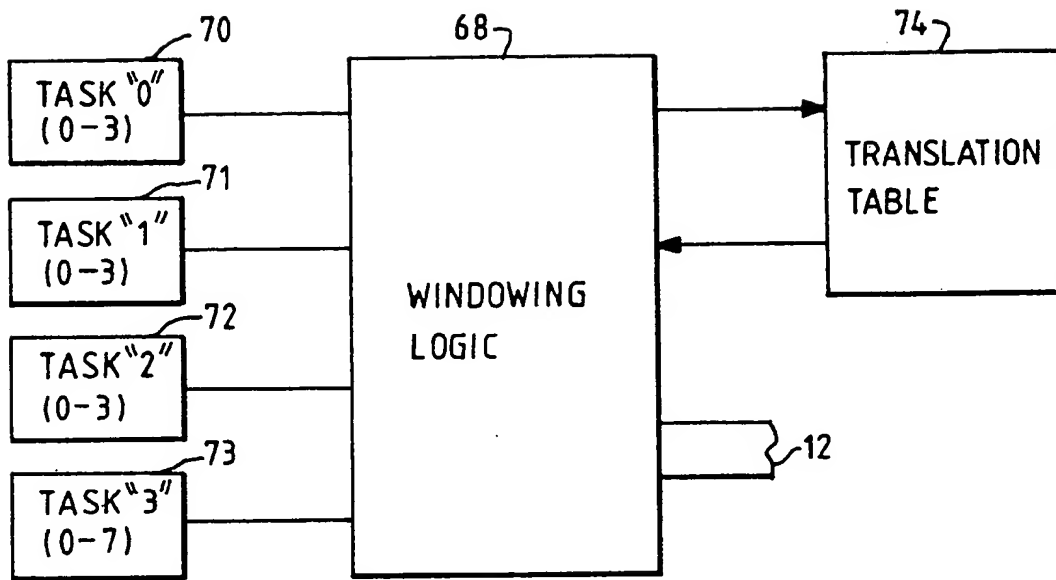 70
TASK "0"
(0-3)
71
TASK "1"
(0-3)
72
TASK "2"
(0-3)
73
TASK "3"
(0-7)
68
WINDOWING
LOGIC
74
TRANSLATION
TABLE
12